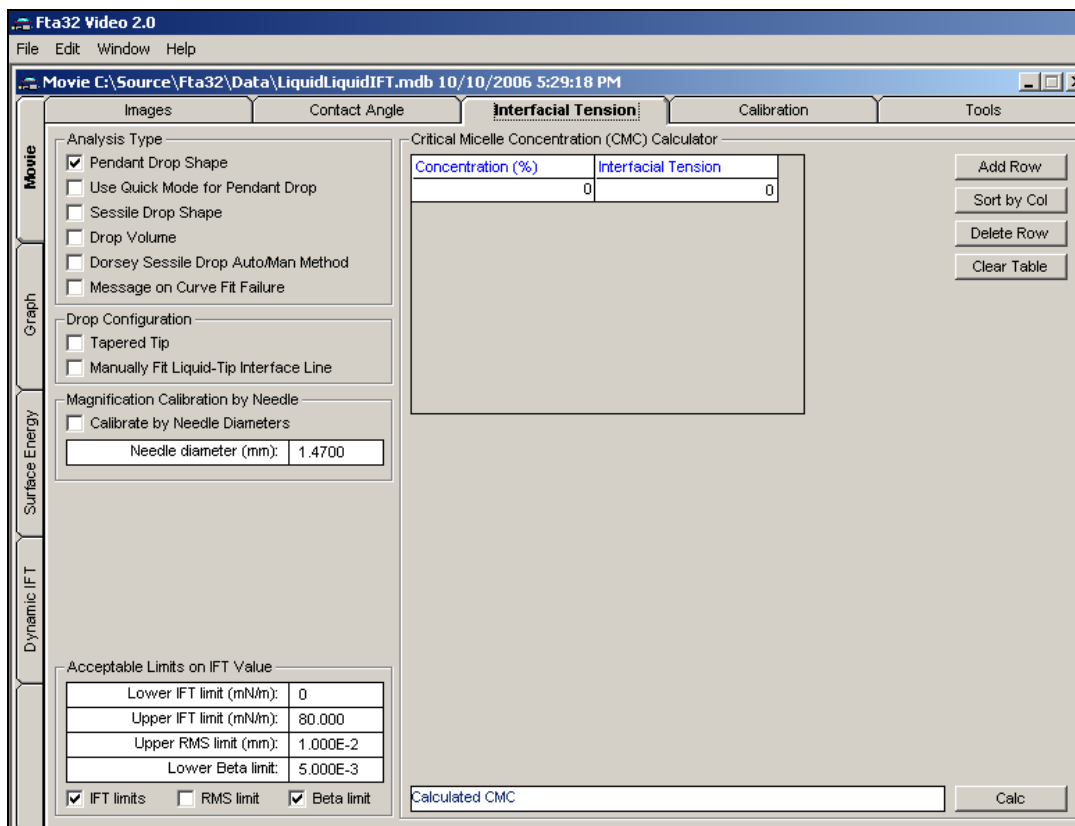 Fta32 Video 2.0
File Edit Window Help
Movie C:\Source\Fta32\Data\LiquidLiquidIFT.mdb 10/10/2006 5:29:18 PM
Images Contact Angle Interfacial Tension Calibration Tools
Movie
Graph
Surface Energy
Dynamic IFT
Analysis Type
Pendant Drop Shape
Use Quick Mode for Pendant Drop
Sessile Drop Shape
Drop Volume
Dorsey Sessile Drop Auto/Man Method
Message on Curve Fit Failure
Drop Configuration
Tapered Tip
Manually Fit Liquid-Tip Interface Line
Magnification Calibration by Needle
Calibrate by Needle Diameters
Needle diameter (mm): 1.4700
Acceptable Limits on IFT Value
Lower IFT limit (mN/m): 0
Upper IFT limit (mN/m): 80.000
Upper RMS limit (mm): 1.000E-2
Lower Beta limit: 5.000E-3
IFT limits RMS limit Beta limit
Critical Micelle Concentration (CMC) Calculator
Concentration (%) Interfacial Tension
0 0
Add Row
Sort by Col
Delete Row
Clear Table
Calculated CMC
Calc